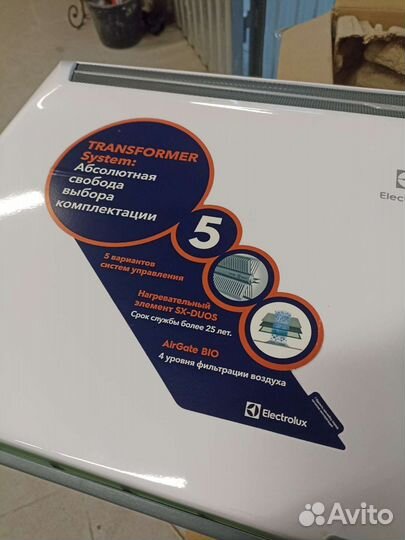 TRANSFORMER
System:
Абсолютная
свобода
выбора
комплектации
5
5 вариантов
систем управления
Нагревательный
элемент SX-DUOS
Срок службы более 25 лет.
AirGate BIO
4 уровня фильтрации воздуха
Electrolux
Avito